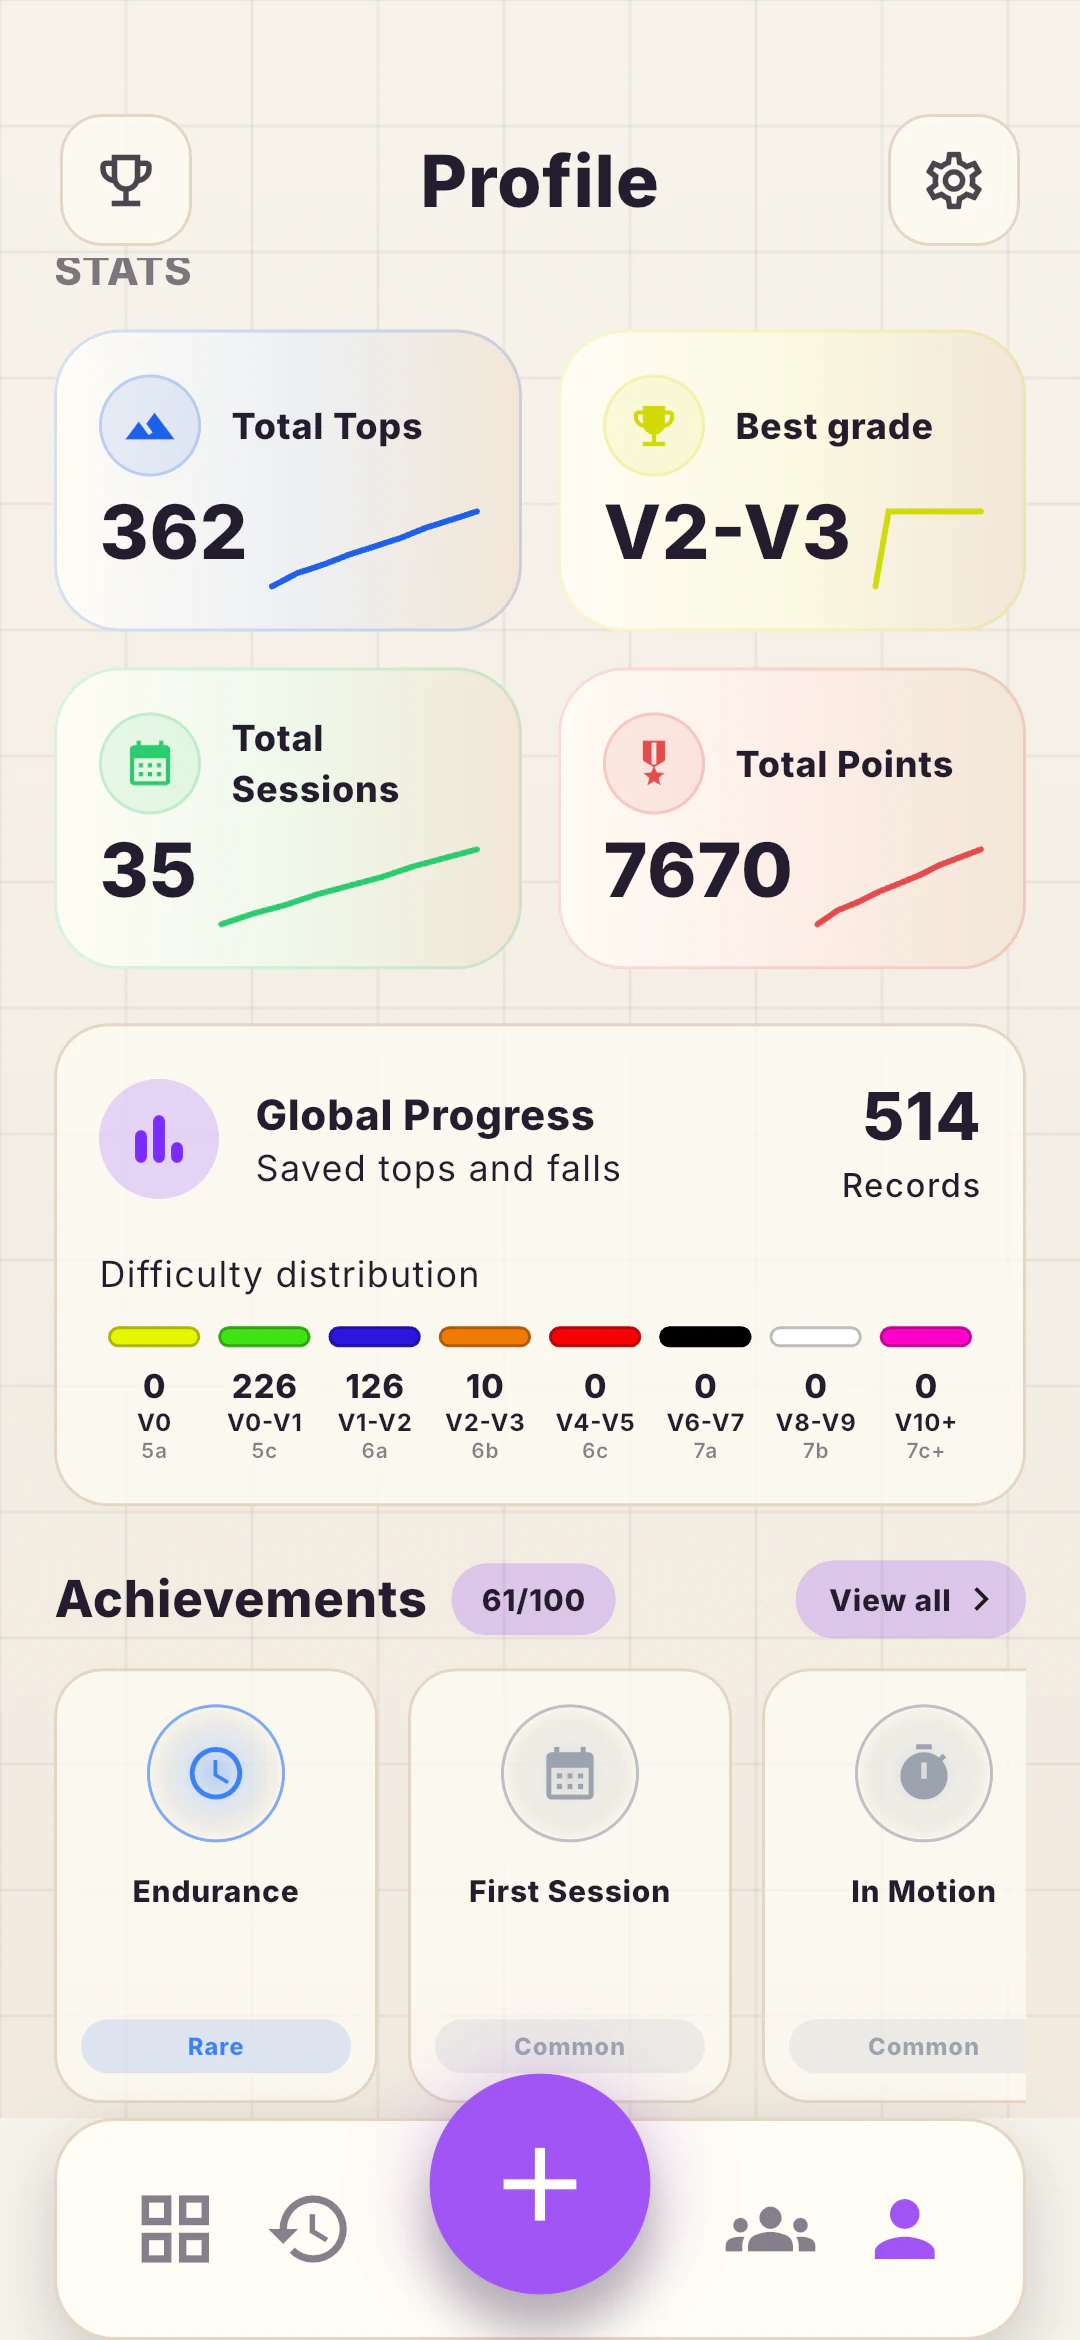 Profile
STATS
Total Tops
362
Best grade
V2-V3
Total
Sessions
35
Total Points
7670
Global Progress
Saved tops and falls
514
Records
Difficulty distribution
0 226 126 10 0 0 0 0
V0 V0-V1 V1-V2 V2-V3 V4-V5 V6-V7 V8-V9 V10+
5a 5c 6a 6b 6c 7a 7b 7c+
Achievements 61/100 View all
Endurance
Rare
First Session
Common
In Motion
Common